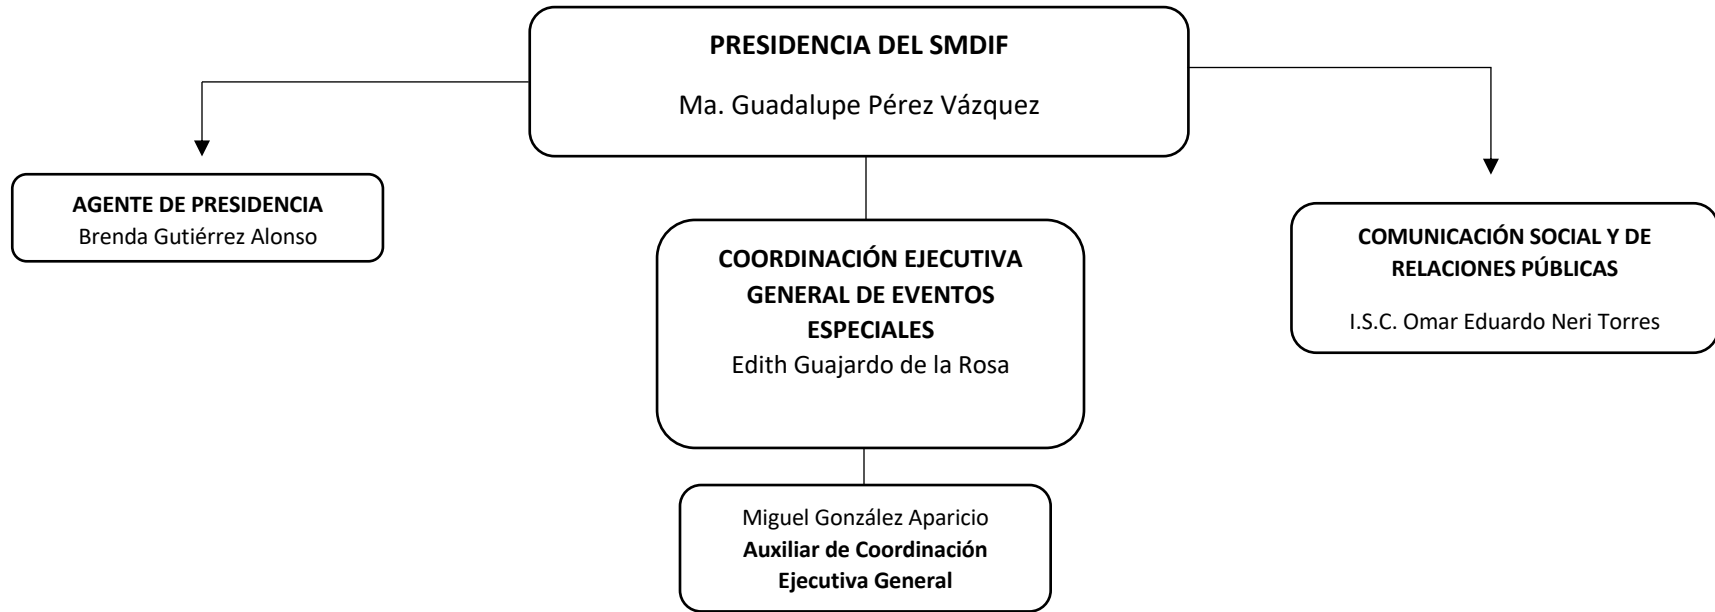 PRESIDENCIA DEL SMDIF
Ma. Guadalupe Pérez Vázquez
AGENTE DE PRESIDENCIA
Brenda Gutiérrez Alonso
COORDINACIÓN EJECUTIVA
GENERAL DE EVENTOS
ESPECIALES
Edith Guajardo de la Rosa
COMUNICACIÓN SOCIAL Y DE
RELACIONES PÚBLICAS
I.S.C. Omar Eduardo Neri Torres
Miguel González Aparicio
Auxiliar de Coordinación
Ejecutiva General